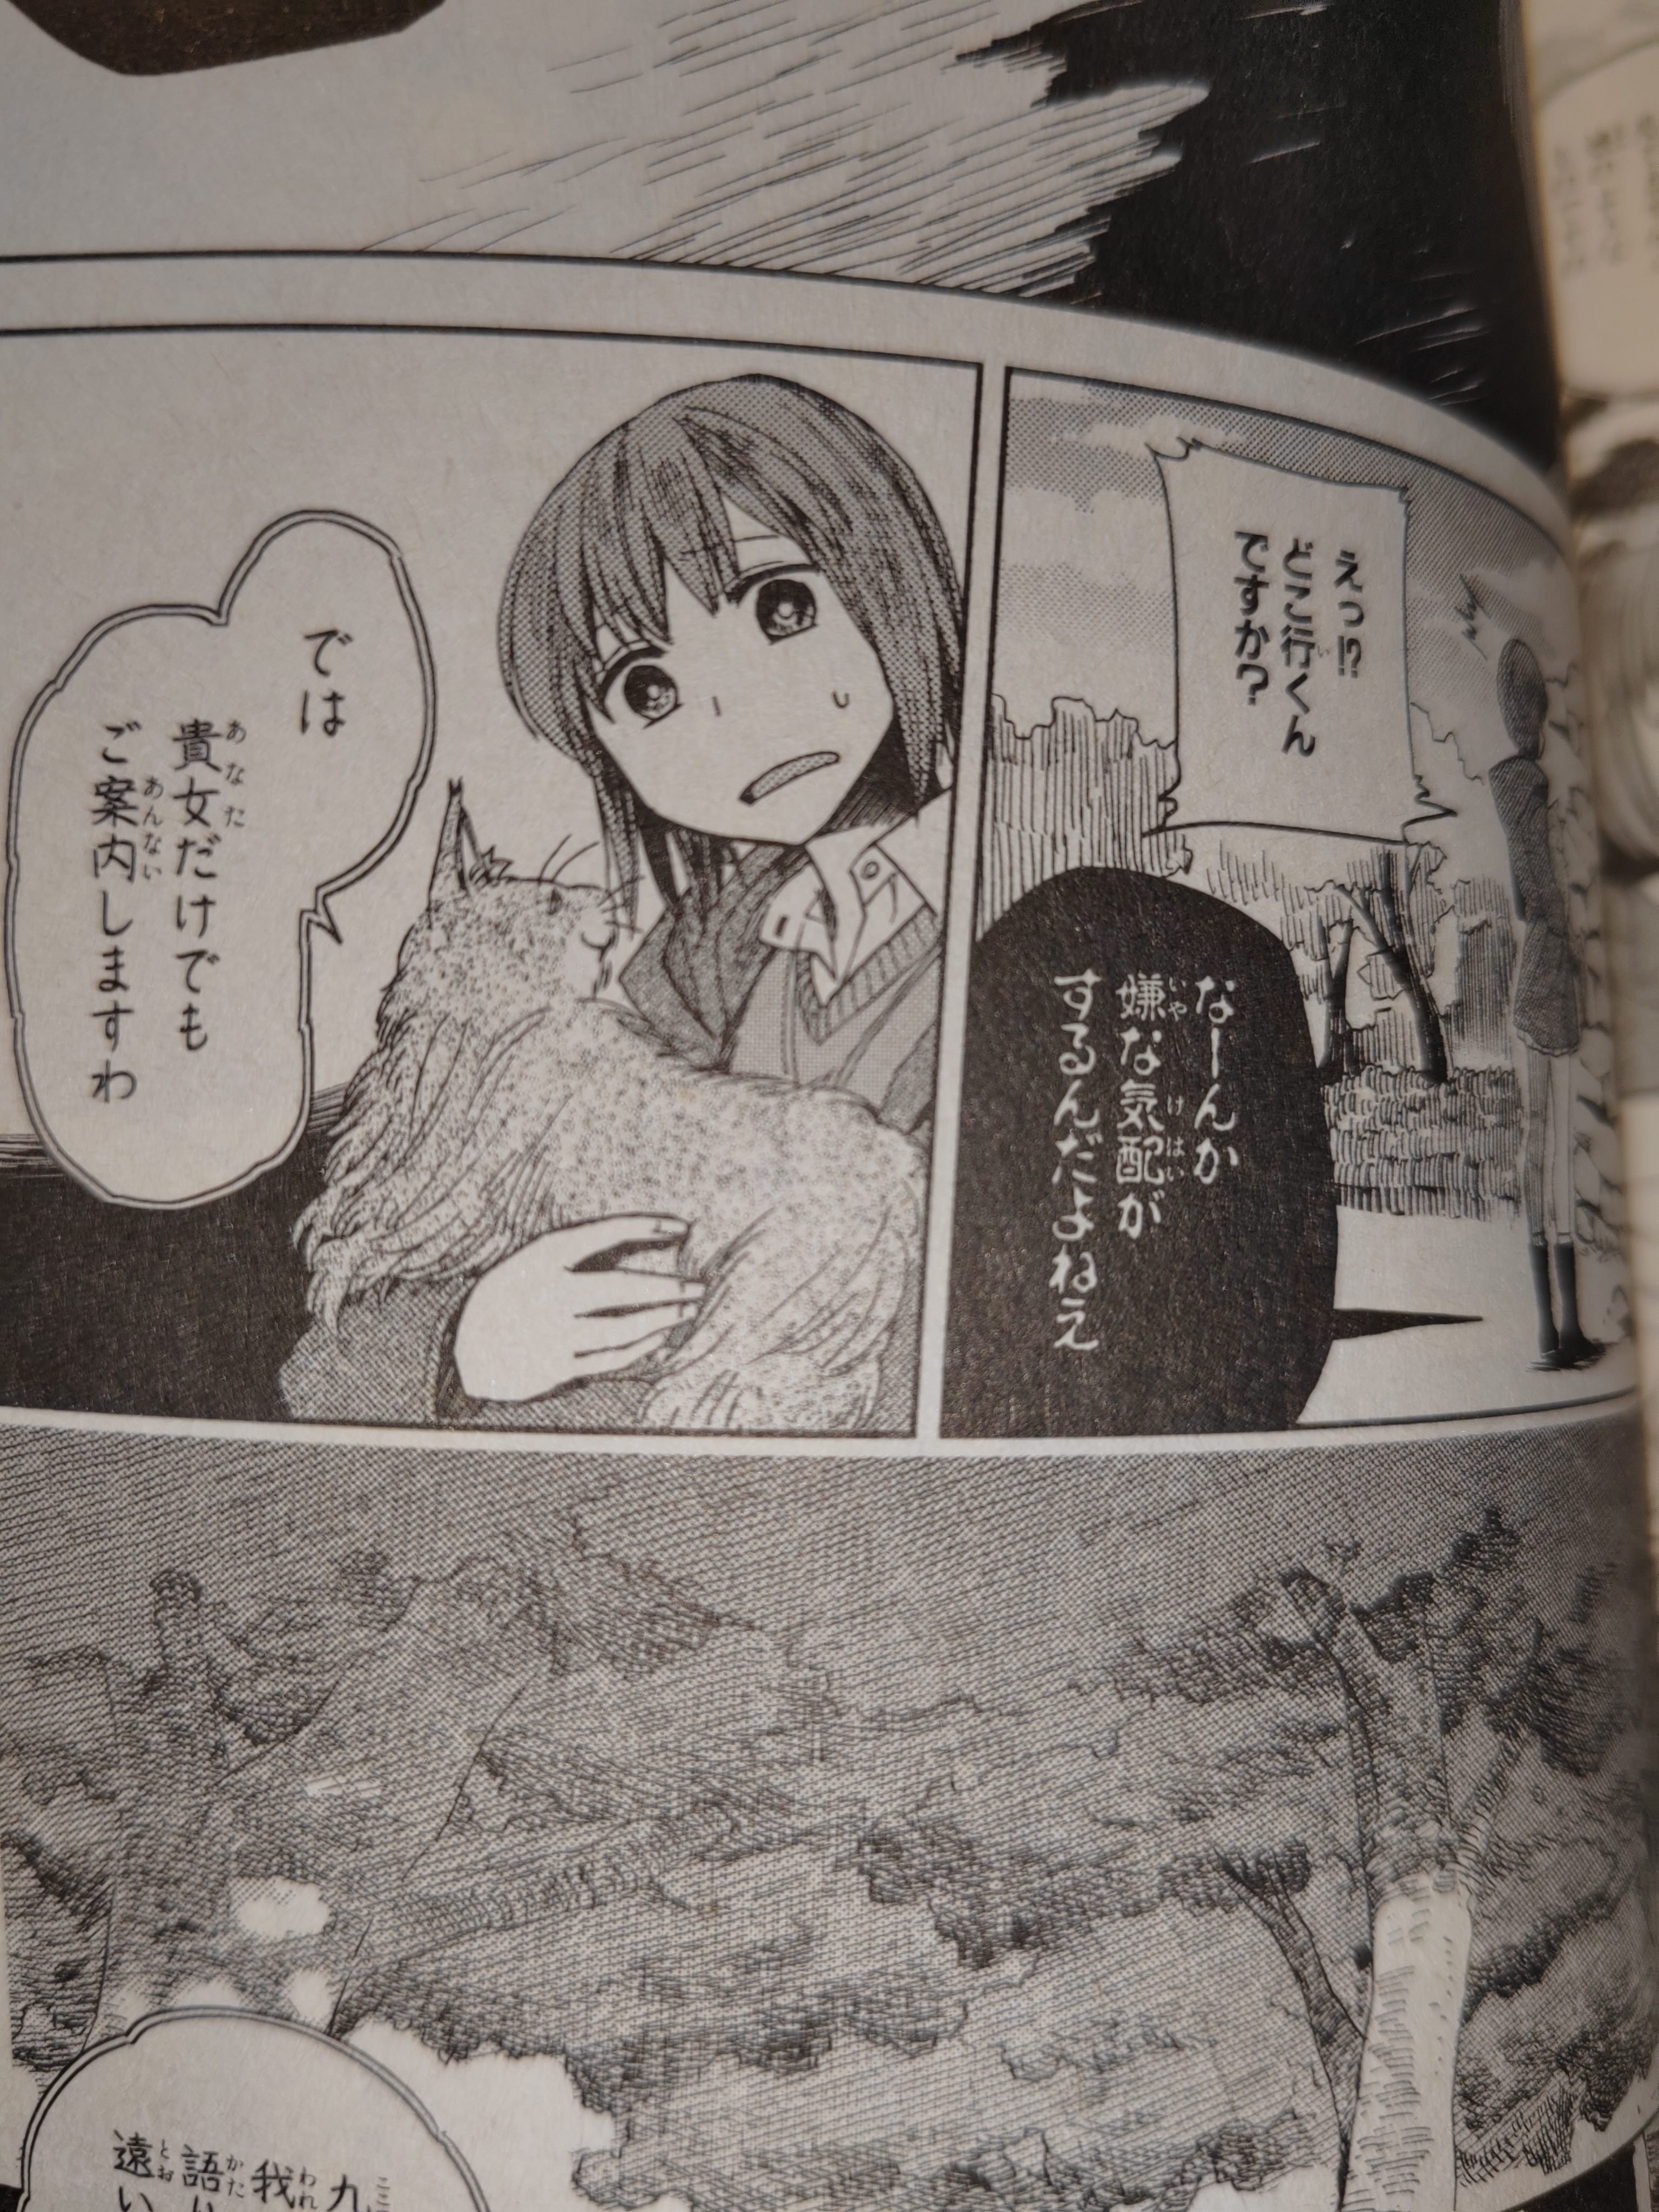 えっ!?
どこ行くん
ですか?
なーんか
嫌な気配が
するんだよねえ
では
貴女だけでも
ご案内しますわ
九
我
語り
遠い